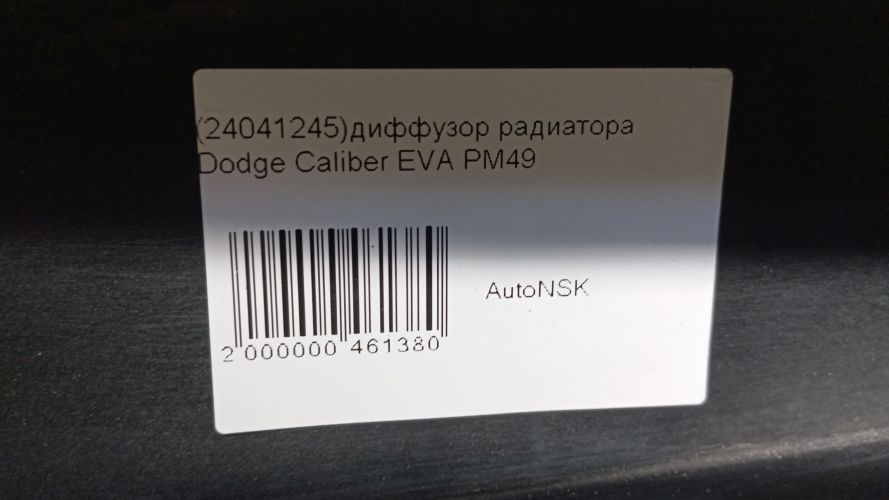 (24041245)диффузор радиатора
Dodge Caliber EVA PM49
AutoNSK
2 000000 461380